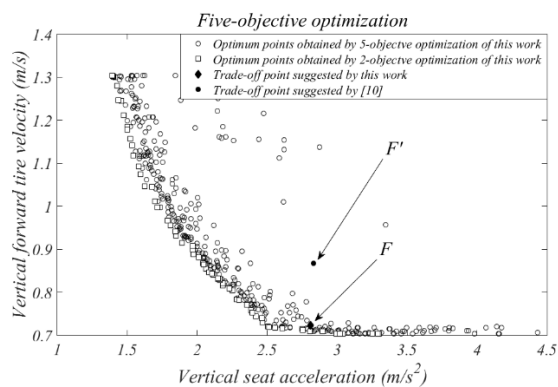 Five-objective optimization
Optimum points obtained by 5-objectve optimization of this work
Optimum points obtained by 2-objective optimization of this work
Trade-off point suggested by this work
Trade-off point suggested by [10]
Vertical forward tire velocity (m/s)
1.4
1.3
1.2
1.1
1
0.9
0.8
0.7
F'
F
1 1.5 2 2.5 3 3.5 4 4.5
Vertical seat acceleration (m/s²)